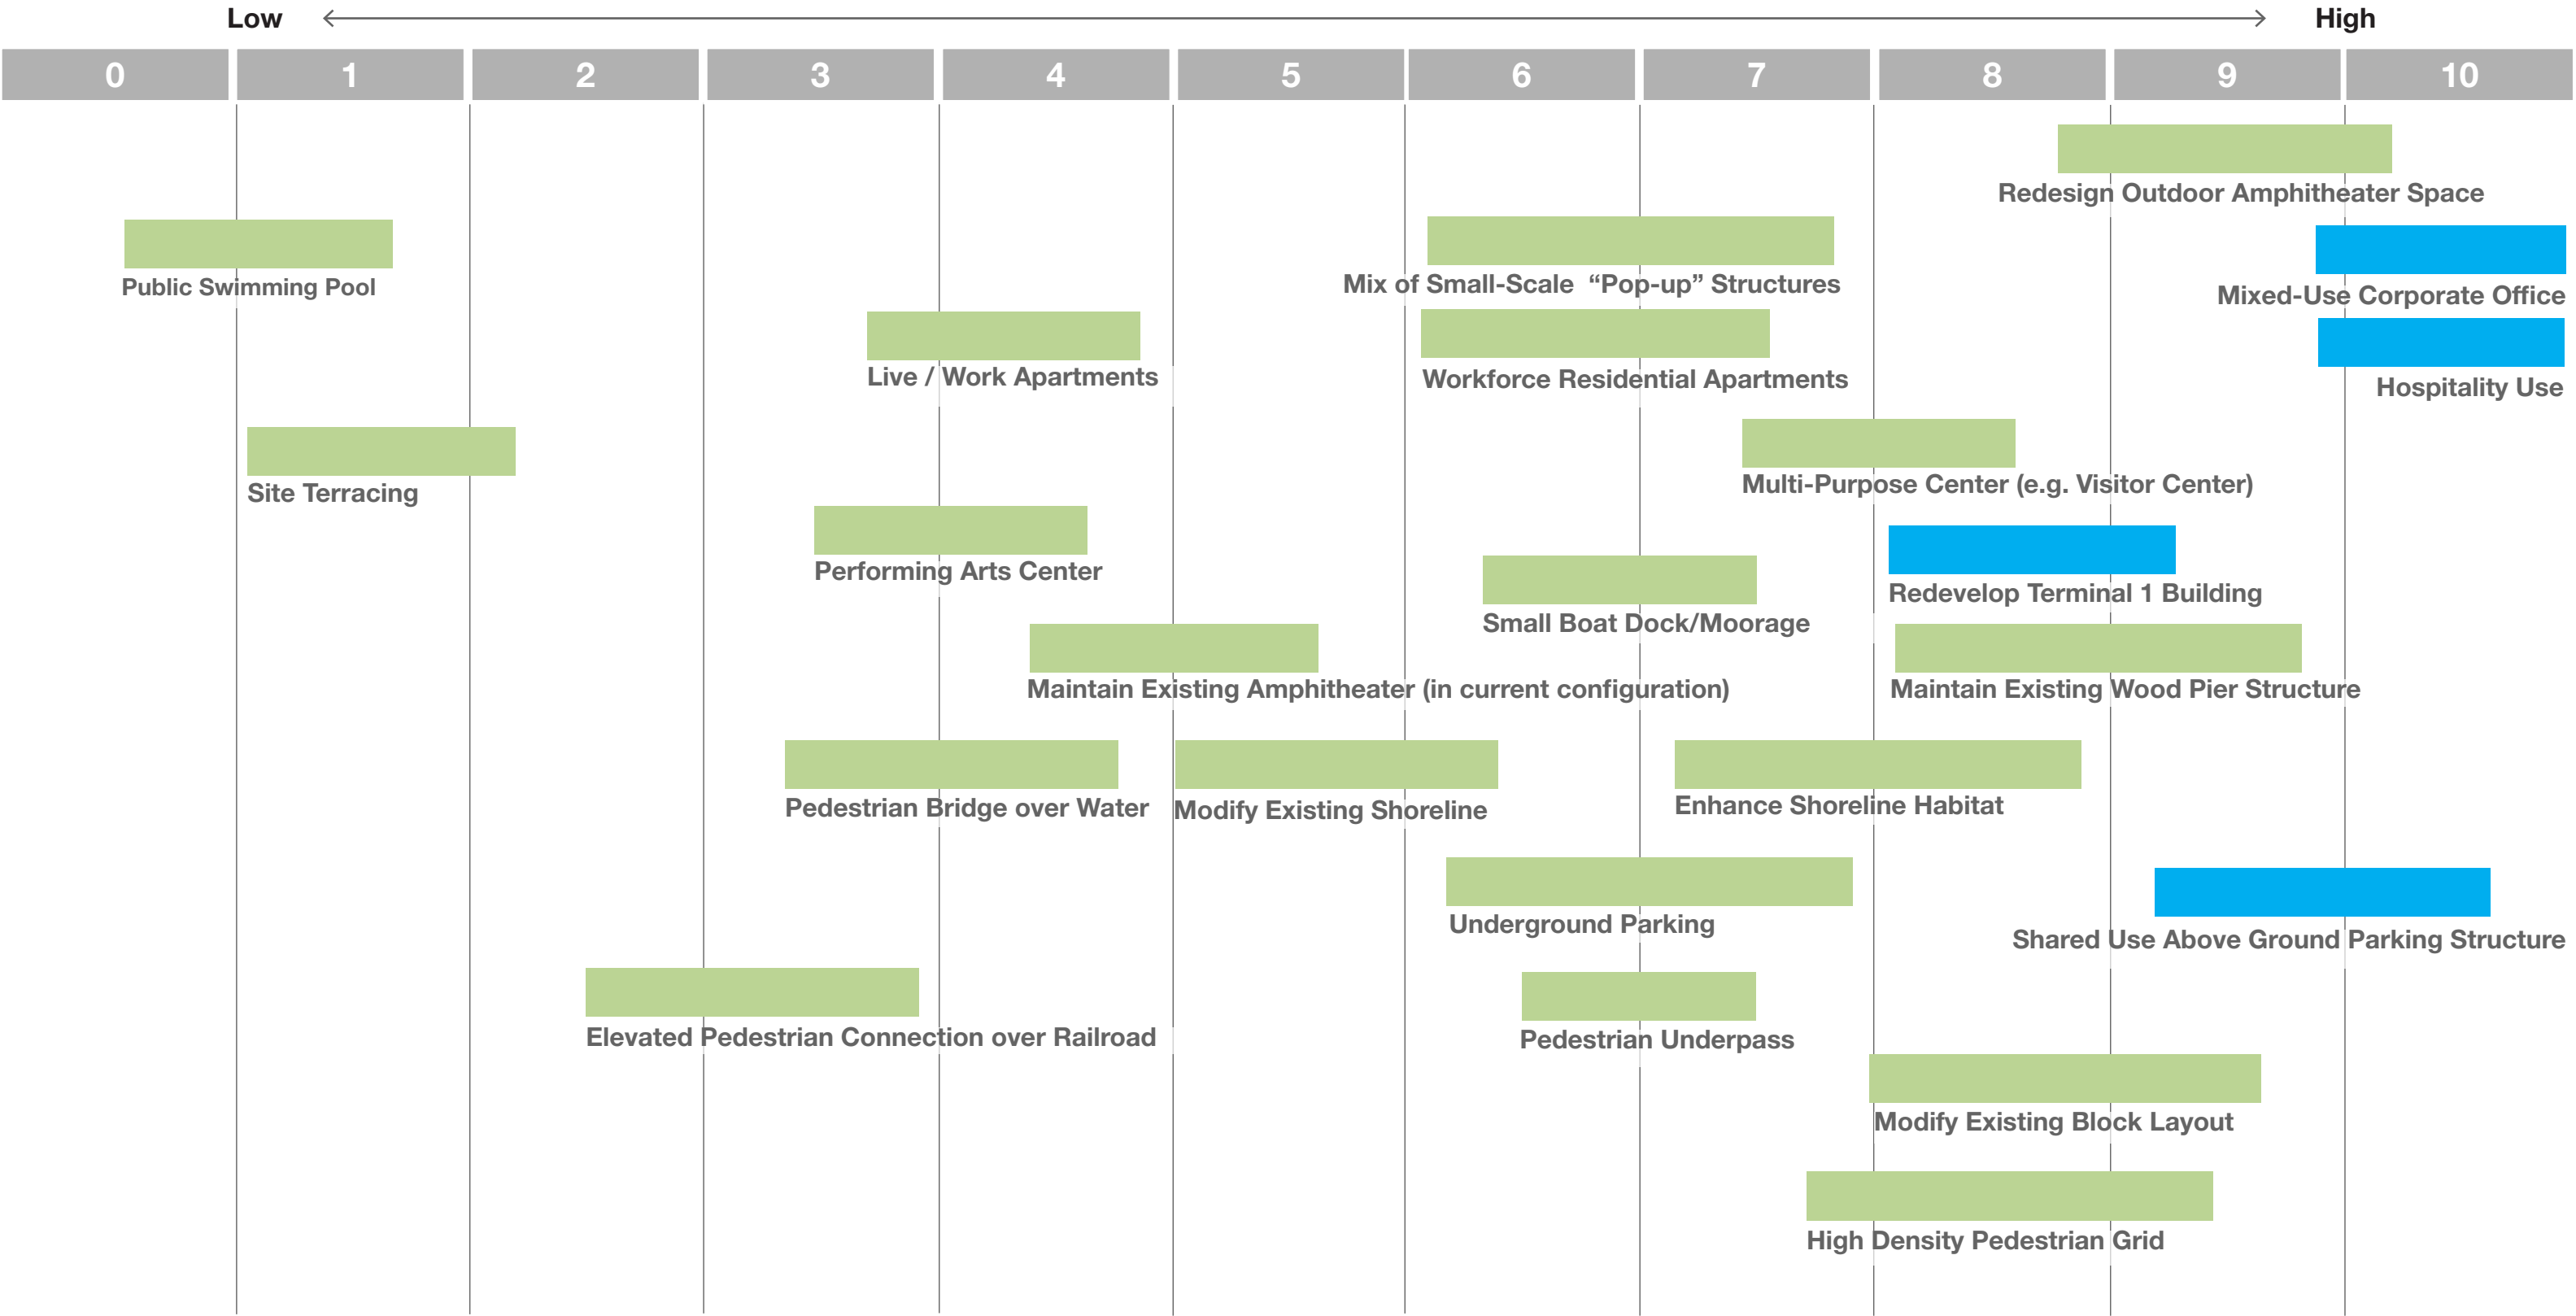 Low High
0 1 2 3 4 5 6 7 8 9 10
Redesign Outdoor Amphitheater Space
Public Swimming Pool
Mix of Small-Scale “Pop-up” Structures
Mixed-Use Corporate Office
Live / Work Apartments
Workforce Residential Apartments
Hospitality Use
Site Terracing
Multi-Purpose Center (e.g. Visitor Center)
Performing Arts Center
Redevelop Terminal 1 Building
Small Boat Dock/Moorage
Maintain Existing Amphitheater (in current configuration)
Maintain Existing Wood Pier Structure
Pedestrian Bridge over Water
Modify Existing Shoreline
Enhance Shoreline Habitat
Underground Parking
Shared Use Above Ground Parking Structure
Elevated Pedestrian Connection over Railroad
Pedestrian Underpass
Modify Existing Block Layout
High Density Pedestrian Grid